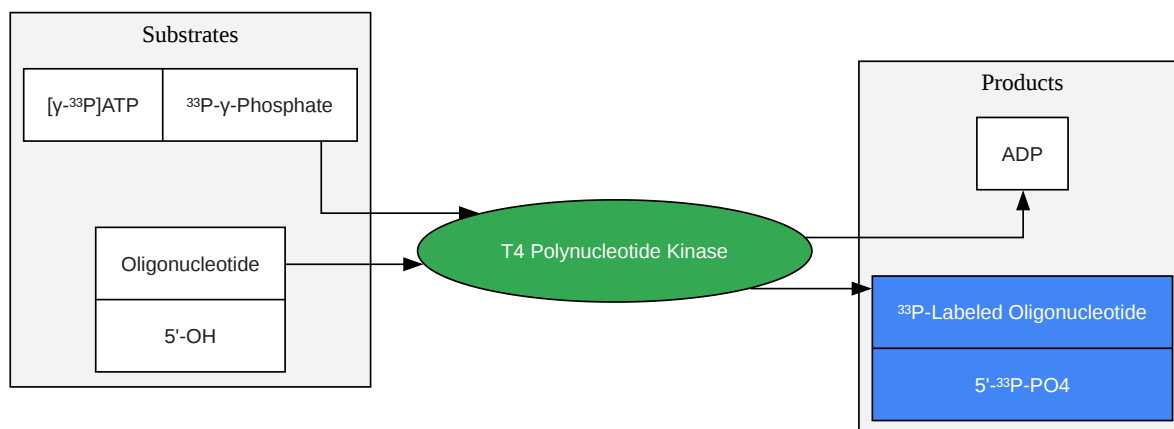 Substrates
[γ-³³P]ATP
³³P-γ-Phosphate
Oligonucleotide
5'-OH
T4 Polynucleotide Kinase
Products
ADP
³³P-Labeled Oligonucleotide
5'-³³P-PO4